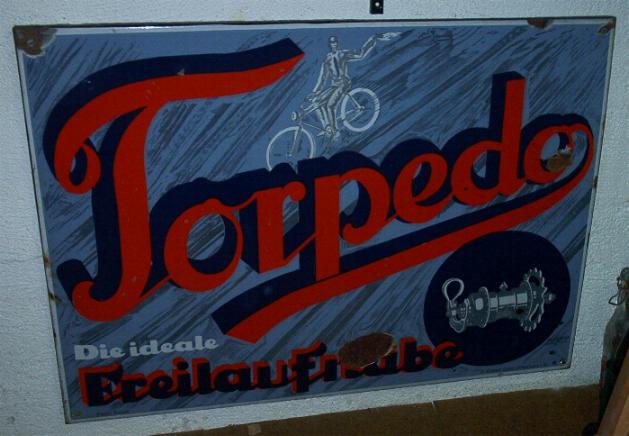 Torpedo
Die ideale
Freilaufnabe